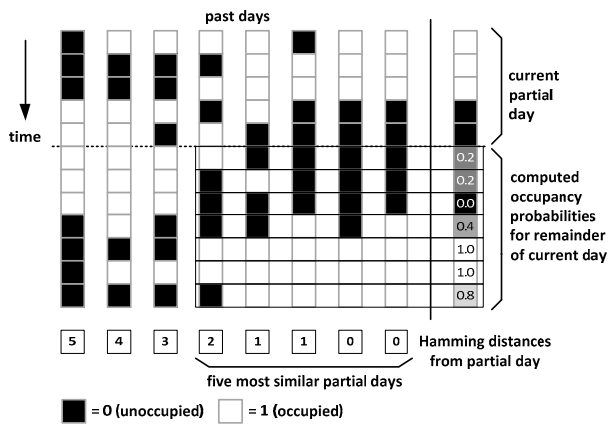 past days
time
current
partial
day
0.2
0.2
0.0
0.4
1.0
1.0
0.8
computed
occupancy
probabilities
for remainder
of current day
5 4 3 2 1 1 0 0
Hamming distances
from partial day
five most similar partial days
= 0 (unoccupied) = 1 (occupied)